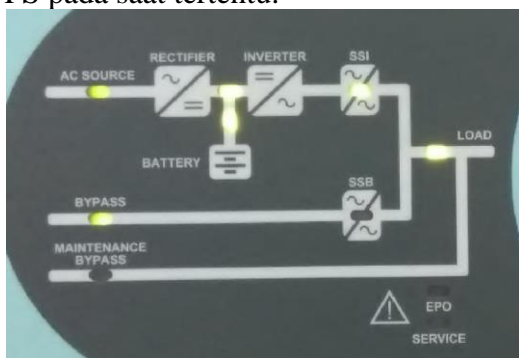 PS pada saat tertentu.
RECTIFIER INVERTER SSI
AC SOURCE
LOAD
BATTERY
SSB
BYPASS
MAINTENANCE
BYPASS
EPO
SERVICE